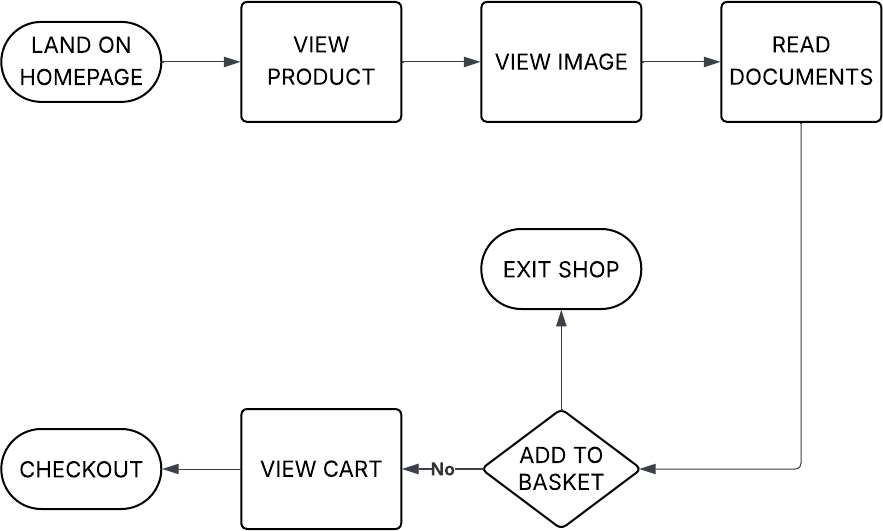 LAND ON
HOMEPAGE
VIEW
PRODUCT
VIEW IMAGE
READ
DOCUMENTS
EXIT SHOP
CHECKOUT
VIEW CART
No
ADD TO
BASKET